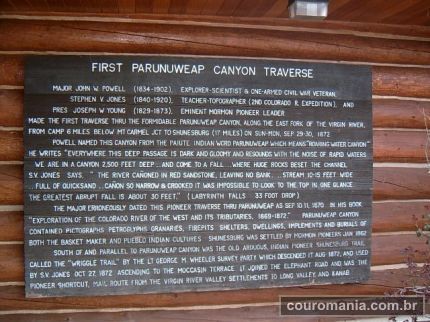 FIRST PARUNUWEAP CANYON TRAVERSE
MAJOR JOHN W. POWELL (1834-1902), EXPLORER-SCIENTIST & ONE-ARMED CIVIL WAR VETERAN,
STEPHEN V. JONES (1840-1920), TEACHER-TOPOGRAPHER (2ND COLORADO R. EXPEDITION), AND
PRES. JOSEPH W YOUNG (1829-1873), EMINENT MORMON PIONEER LEADER
MADE THE FIRST TRAVERSE THRU THE FORMIDABLE PARUNUWEAP CANYON, ALONG THE EAST FORK OF THE VIRGIN RIVER,
FROM CAMP 6 MILES BELOW MT CARMEL JCT TO SHUNESBURG (17 MILES) ON SUN-MON, SEP 29-30, 1872
POWELL NAMED THIS CANYON FROM THE PAIUTE INDIAN WORD PARUNUWEAP WHICH MEANS "ROARING WATER CANYON"
HE WRITES "EVERYWHERE THIS DEEP PASSAGE IS DARK AND GLOOMY AND RESOUNDS WITH THE NOISE OF RAPID WATERS
WE ARE IN A CANYON 2,500 FEET DEEP...AND COME TO A FALL...WHERE HUGE ROCKS BESET THE CHANNEL
S.V. JONES SAYS, "THE RIVER CAÑONED IN RED SANDSTONE, LEAVING NO BANK...STREAM 10-15 FEET WIDE
...FULL OF QUICKSAND...CAÑON SO NARROW & CROOKED IT WAS IMPOSSIBLE TO LOOK TO THE TOP IN ONE GLANCE
THE GREATEST ABRUPT FALL IS ABOUT 30 FEET." (LABYRINTH FALLS 33 FOOT DROP)
THE MAJOR ERRONEOUSLY DATED THIS PIONEER TRAVERSE THRU PARUNUWEAP AS SEP 10-11, 1870 IN HIS BOOK
"EXPLORATION OF THE COLORADO RIVER OF THE WEST AND ITS TRIBUTARIES, 1869-1872." PARUNUWEAP CANYON
CONTAINED PICTOGRAPHS PETROGLYPHS GRANARIES, FIREPITS SHELTERS, DWELLINGS, IMPLEMENTS AND BURIALS OF
BOTH THE BASKET MAKER AND PUEBLO INDIAN CULTURES SHUNESBURG WAS SETTLED BY MORMON PIONEERS JAN 1862
SOUTH OF AND PARALLEL TO PARUNUWEAP CANYON WAS THE OLD ARDUOUS, INDIAN, PIONEER SHUNESBURG TRAIL
CALLED THE "WRIGGLE TRAIL" BY THE LT GEORGE M. WHEELER SURVEY PARTY WHICH DESCENDED IT AUG 1872, AND USED
BY S.V. JONES OCT 27, 1872 ASCENDING TO THE MOCCASIN TERRACE IT JOINED THE ELEPHANT ROAD AND WAS THE
PIONEER SHORTCUT, MAIL ROUTE FROM THE VIRGIN RIVER VALLEY SETTLEMENTS TO LONG VALLEY, AND KANAB
couromania.com.br